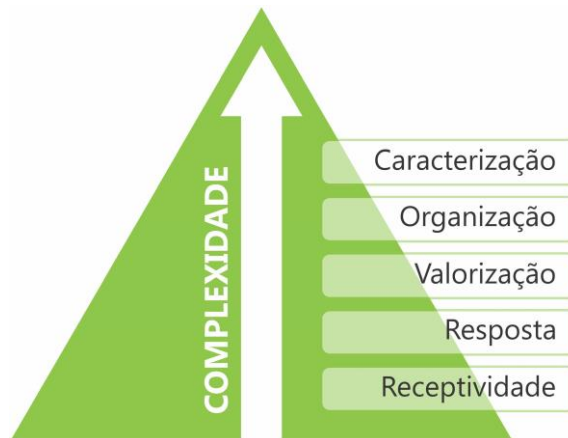 COMPLEXIDADE
Caracterização
Organização
Valorização
Resposta
Receptividade